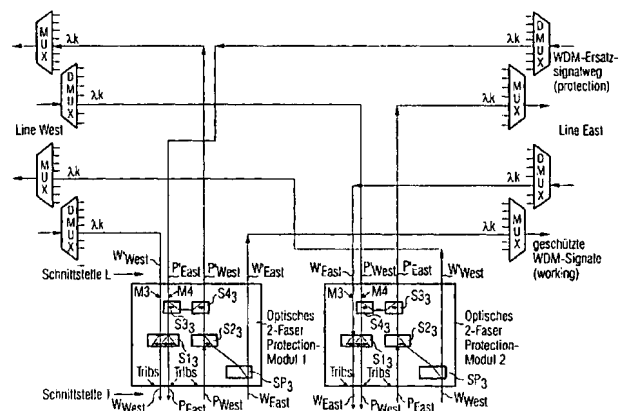 MUX
λk
DMUX
λk
WDM-Ersatz-
signalweg
(protection)
DMUX
λk
MUX
λk
Line West
Line East
MUX
λk
DMUX
λk
DMUX
λk
MUX
geschützte
WDM-Signale
(working)
Schnittstelle L
WWest
P'East
P'West
W'East
WEast
P'West
P'East
W'West
M3
M4
S33
S43
Optisches
2-Faser
Protection-
Modul 1
S13
S23
SP3
Tribs
Tribs
M3
M4
S33
S43
Optisches
2-Faser
Protection-
Modul 2
S13
S23
SP3
Tribs
Tribs
Schnittstelle
WWest
PEast
PWest
WEast
WEast
PWest
PEast
WWest